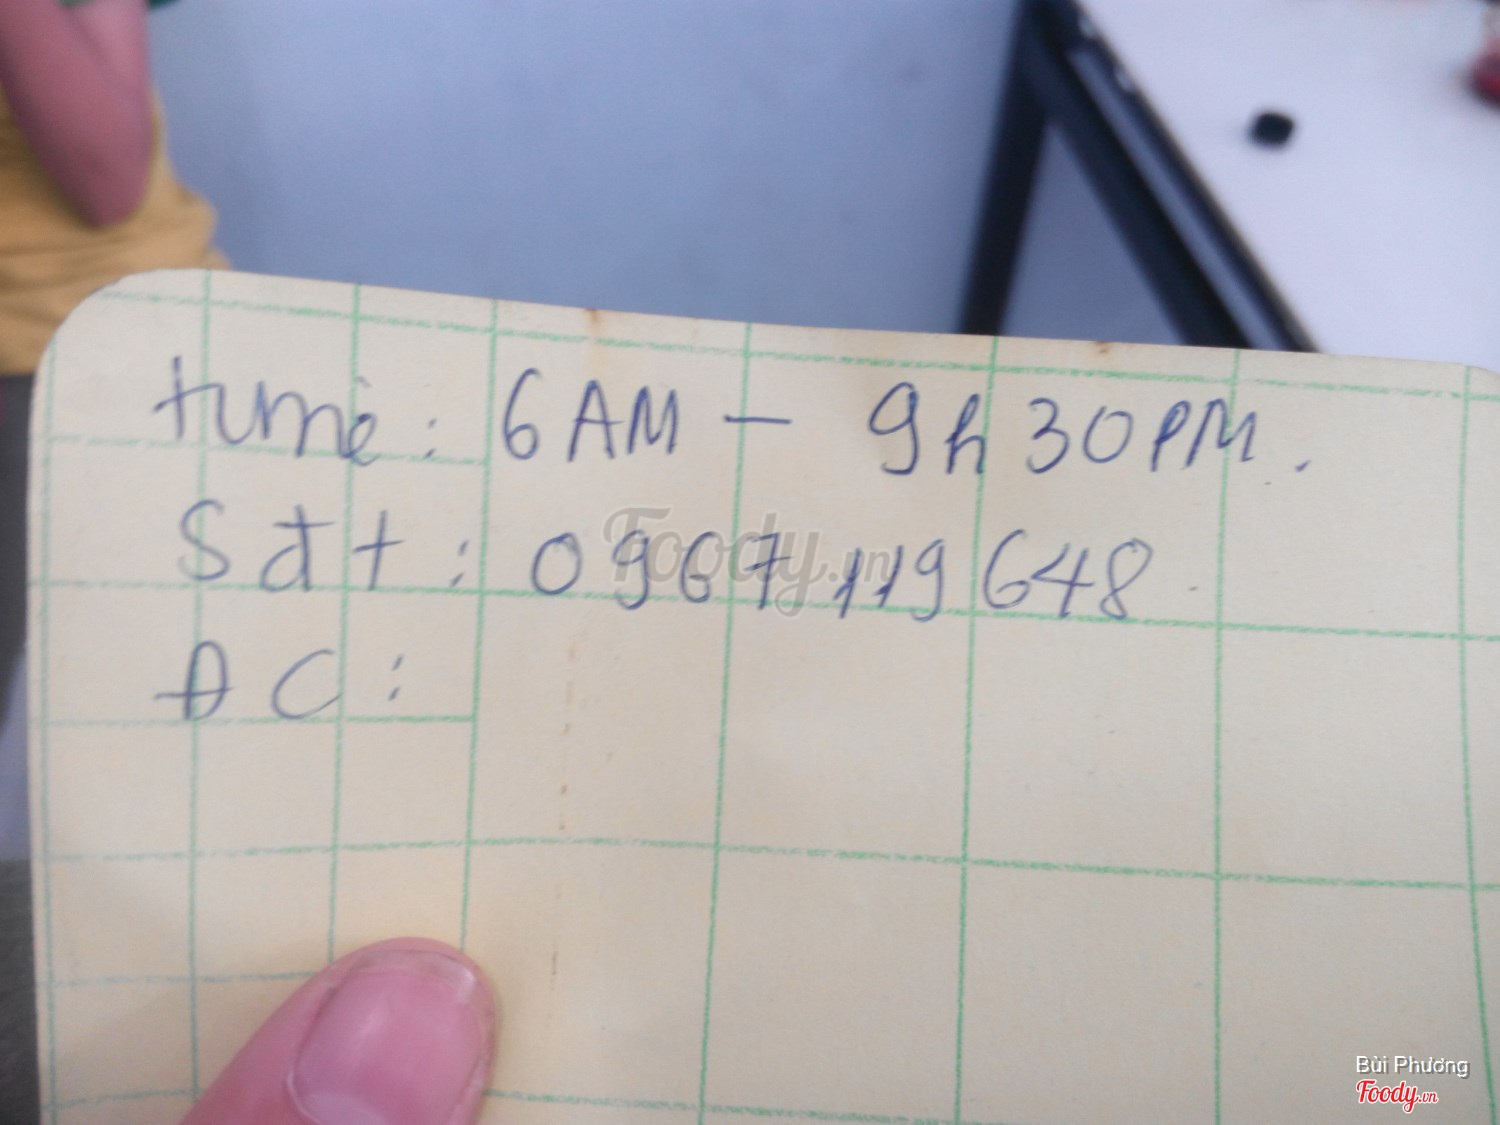 time: 6AM – 9h30PM.
Sđt: 0967119648
ĐC:
Foody.vn
Bùi Phương
Foody.vn